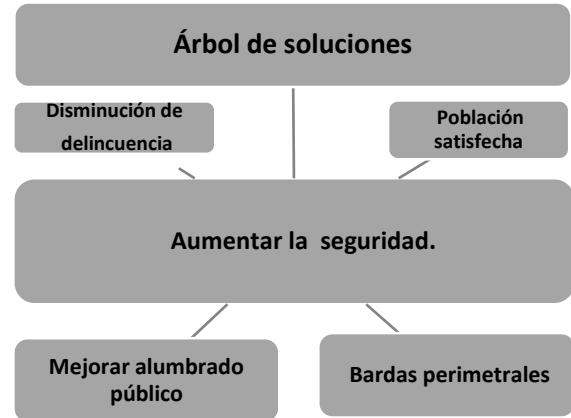 Árbol de soluciones
Disminución de
delincuencia
Población
satisfecha
Aumentar la seguridad.
Mejorar alumbrado
público
Bardas perimetrales